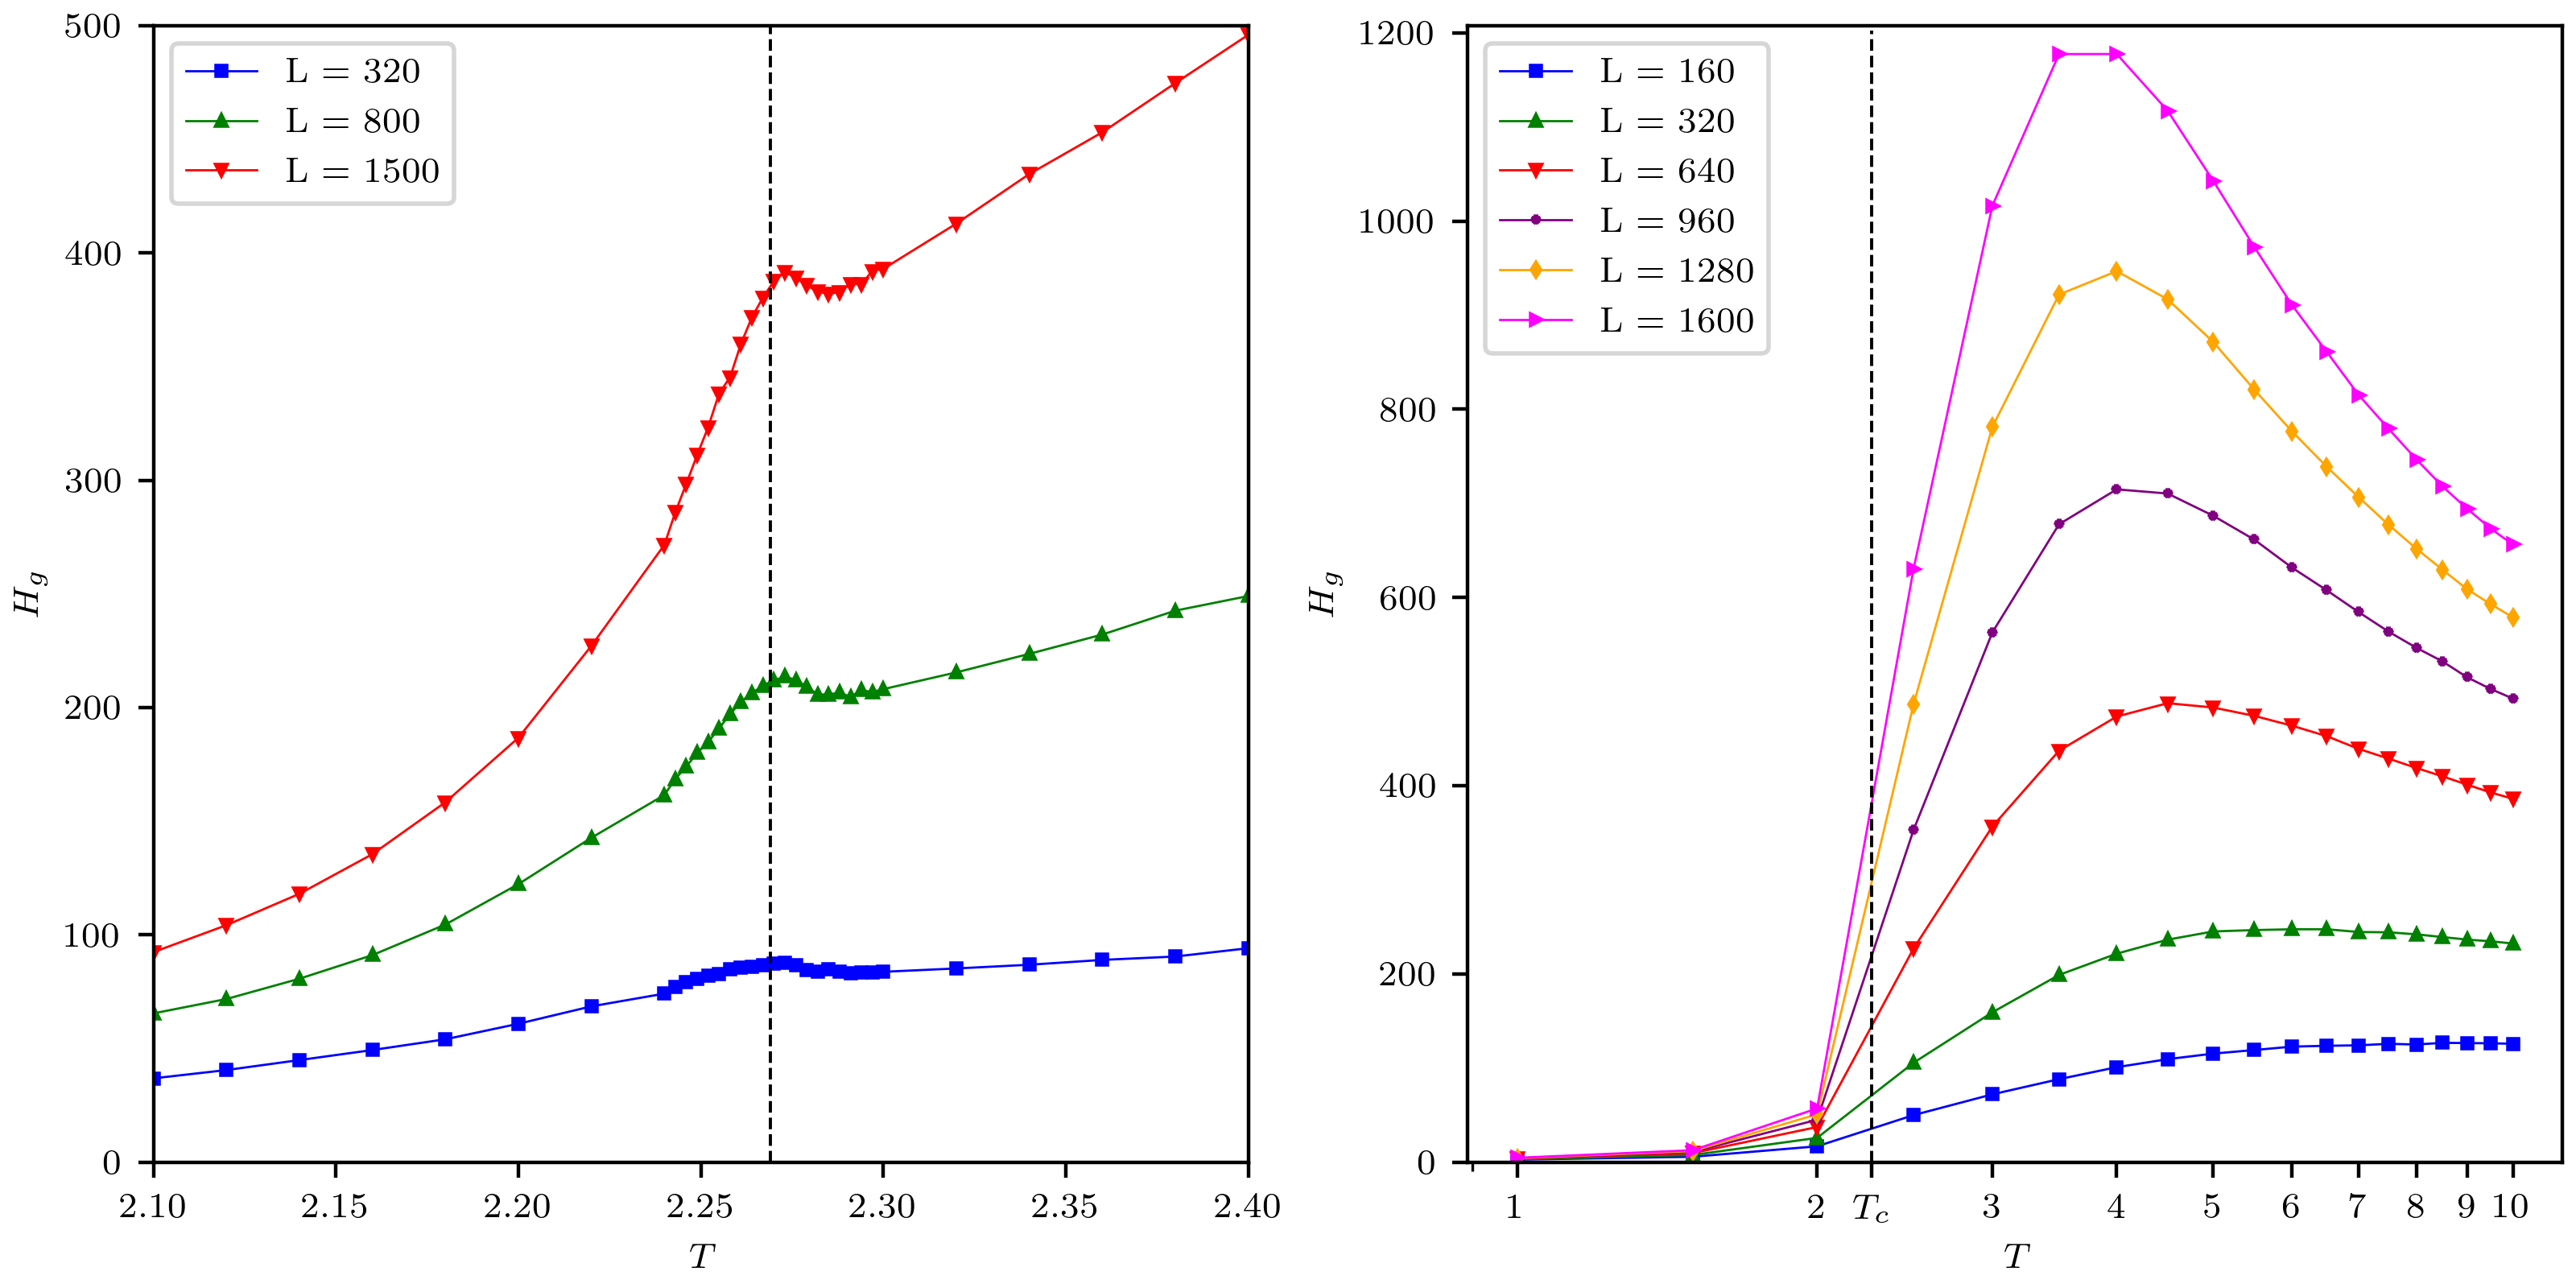 500
400
300
200
100
0
H_g
L = 320
L = 800
L = 1500
2.10 2.15 2.20 2.25 2.30 2.35 2.40
T
1200
1000
800
600
400
200
0
H_g
L = 160
L = 320
L = 640
L = 960
L = 1280
L = 1600
1 2 T_c 3 4 5 6 7 8 9 10
T